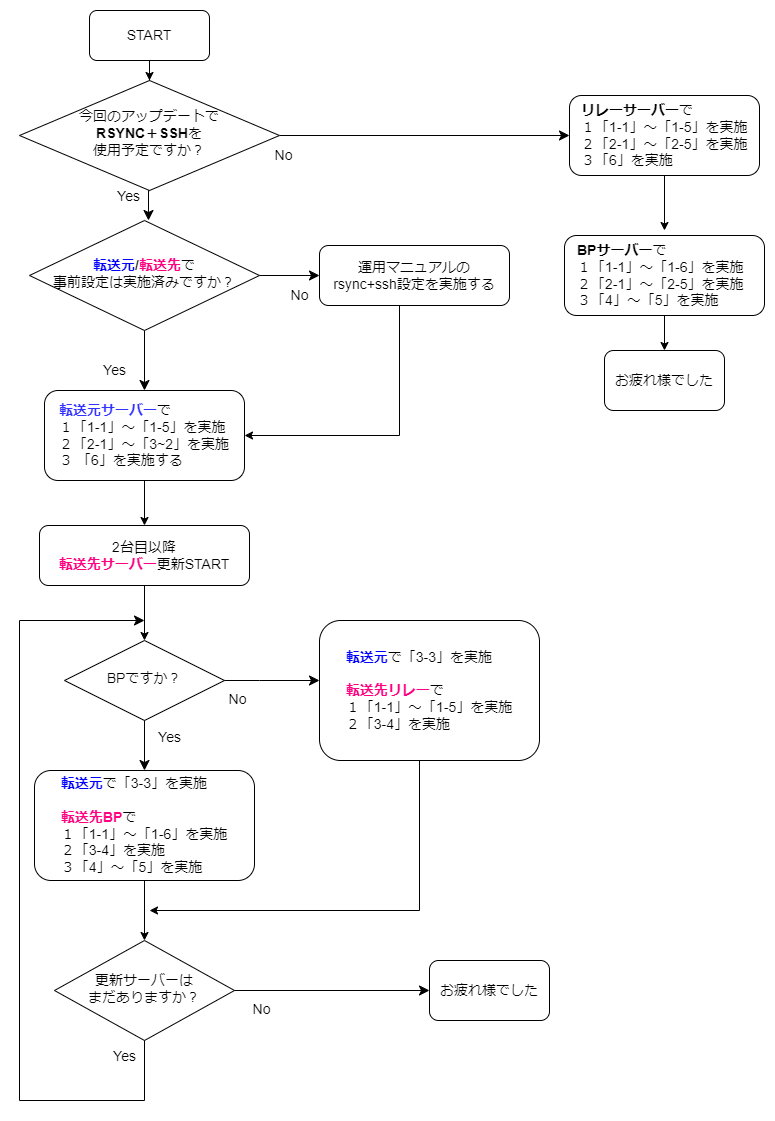 START
今回のアップデートで
RSYNC＋SSHを
使用予定ですか？
No
Yes
リレーサーバーで
１「1-1」～「1-5」を実施
２「2-1」～「2-5」を実施
３「6」を実施
BPサーバーで
１「1-1」～「1-6」を実施
２「2-1」～「2-5」を実施
３「4」～「5」を実施
お疲れ様でした
転送元/転送先で
事前設定は実施済みですか？
No
Yes
運用マニュアルの
rsync+ssh設定を実施する
転送元サーバーで
１「1-1」～「1-5」を実施
２「2-1」～「3~2」を実施
３ 「6」を実施する
2台目以降
転送先サーバー更新START
BPですか？
No
Yes
転送元で「3-3」を実施
転送先リレーで
１「1-1」～「1-5」を実施
２「3-4」を実施
転送元で「3-3」を実施
転送先BPで
１「1-1」～「1-6」を実施
２「3-4」を実施
３「4」～「5」を実施
更新サーバーは
まだありますか？
No
Yes
お疲れ様でした